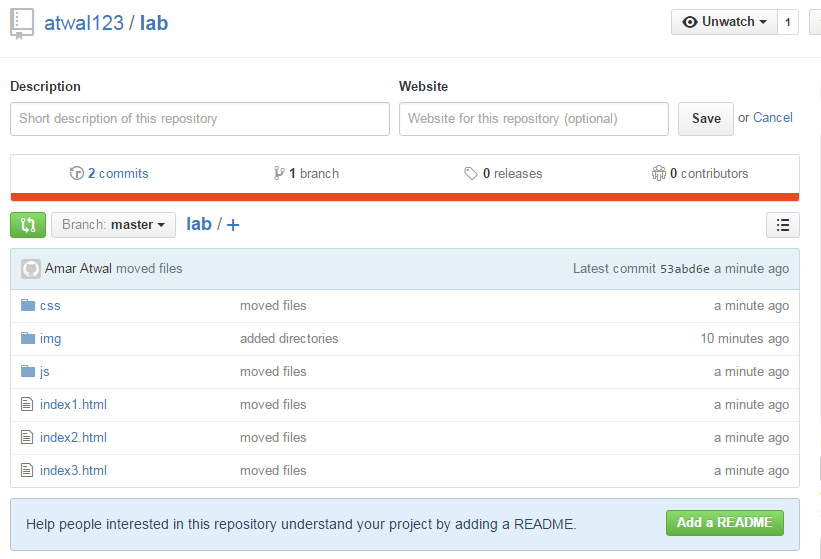 atwal123 / lab
Unwatch 1
Description Website
Short description of this repository Website for this repository (optional) Save or Cancel
2 commits 1 branch 0 releases 0 contributors
Branch: master lab / +
Amar Atwal moved files Latest commit 53abd6e a minute ago
css moved files a minute ago
img added directories 10 minutes ago
js moved files a minute ago
index1.html moved files a minute ago
index2.html moved files a minute ago
index3.html moved files a minute ago
Help people interested in this repository understand your project by adding a README. Add a README